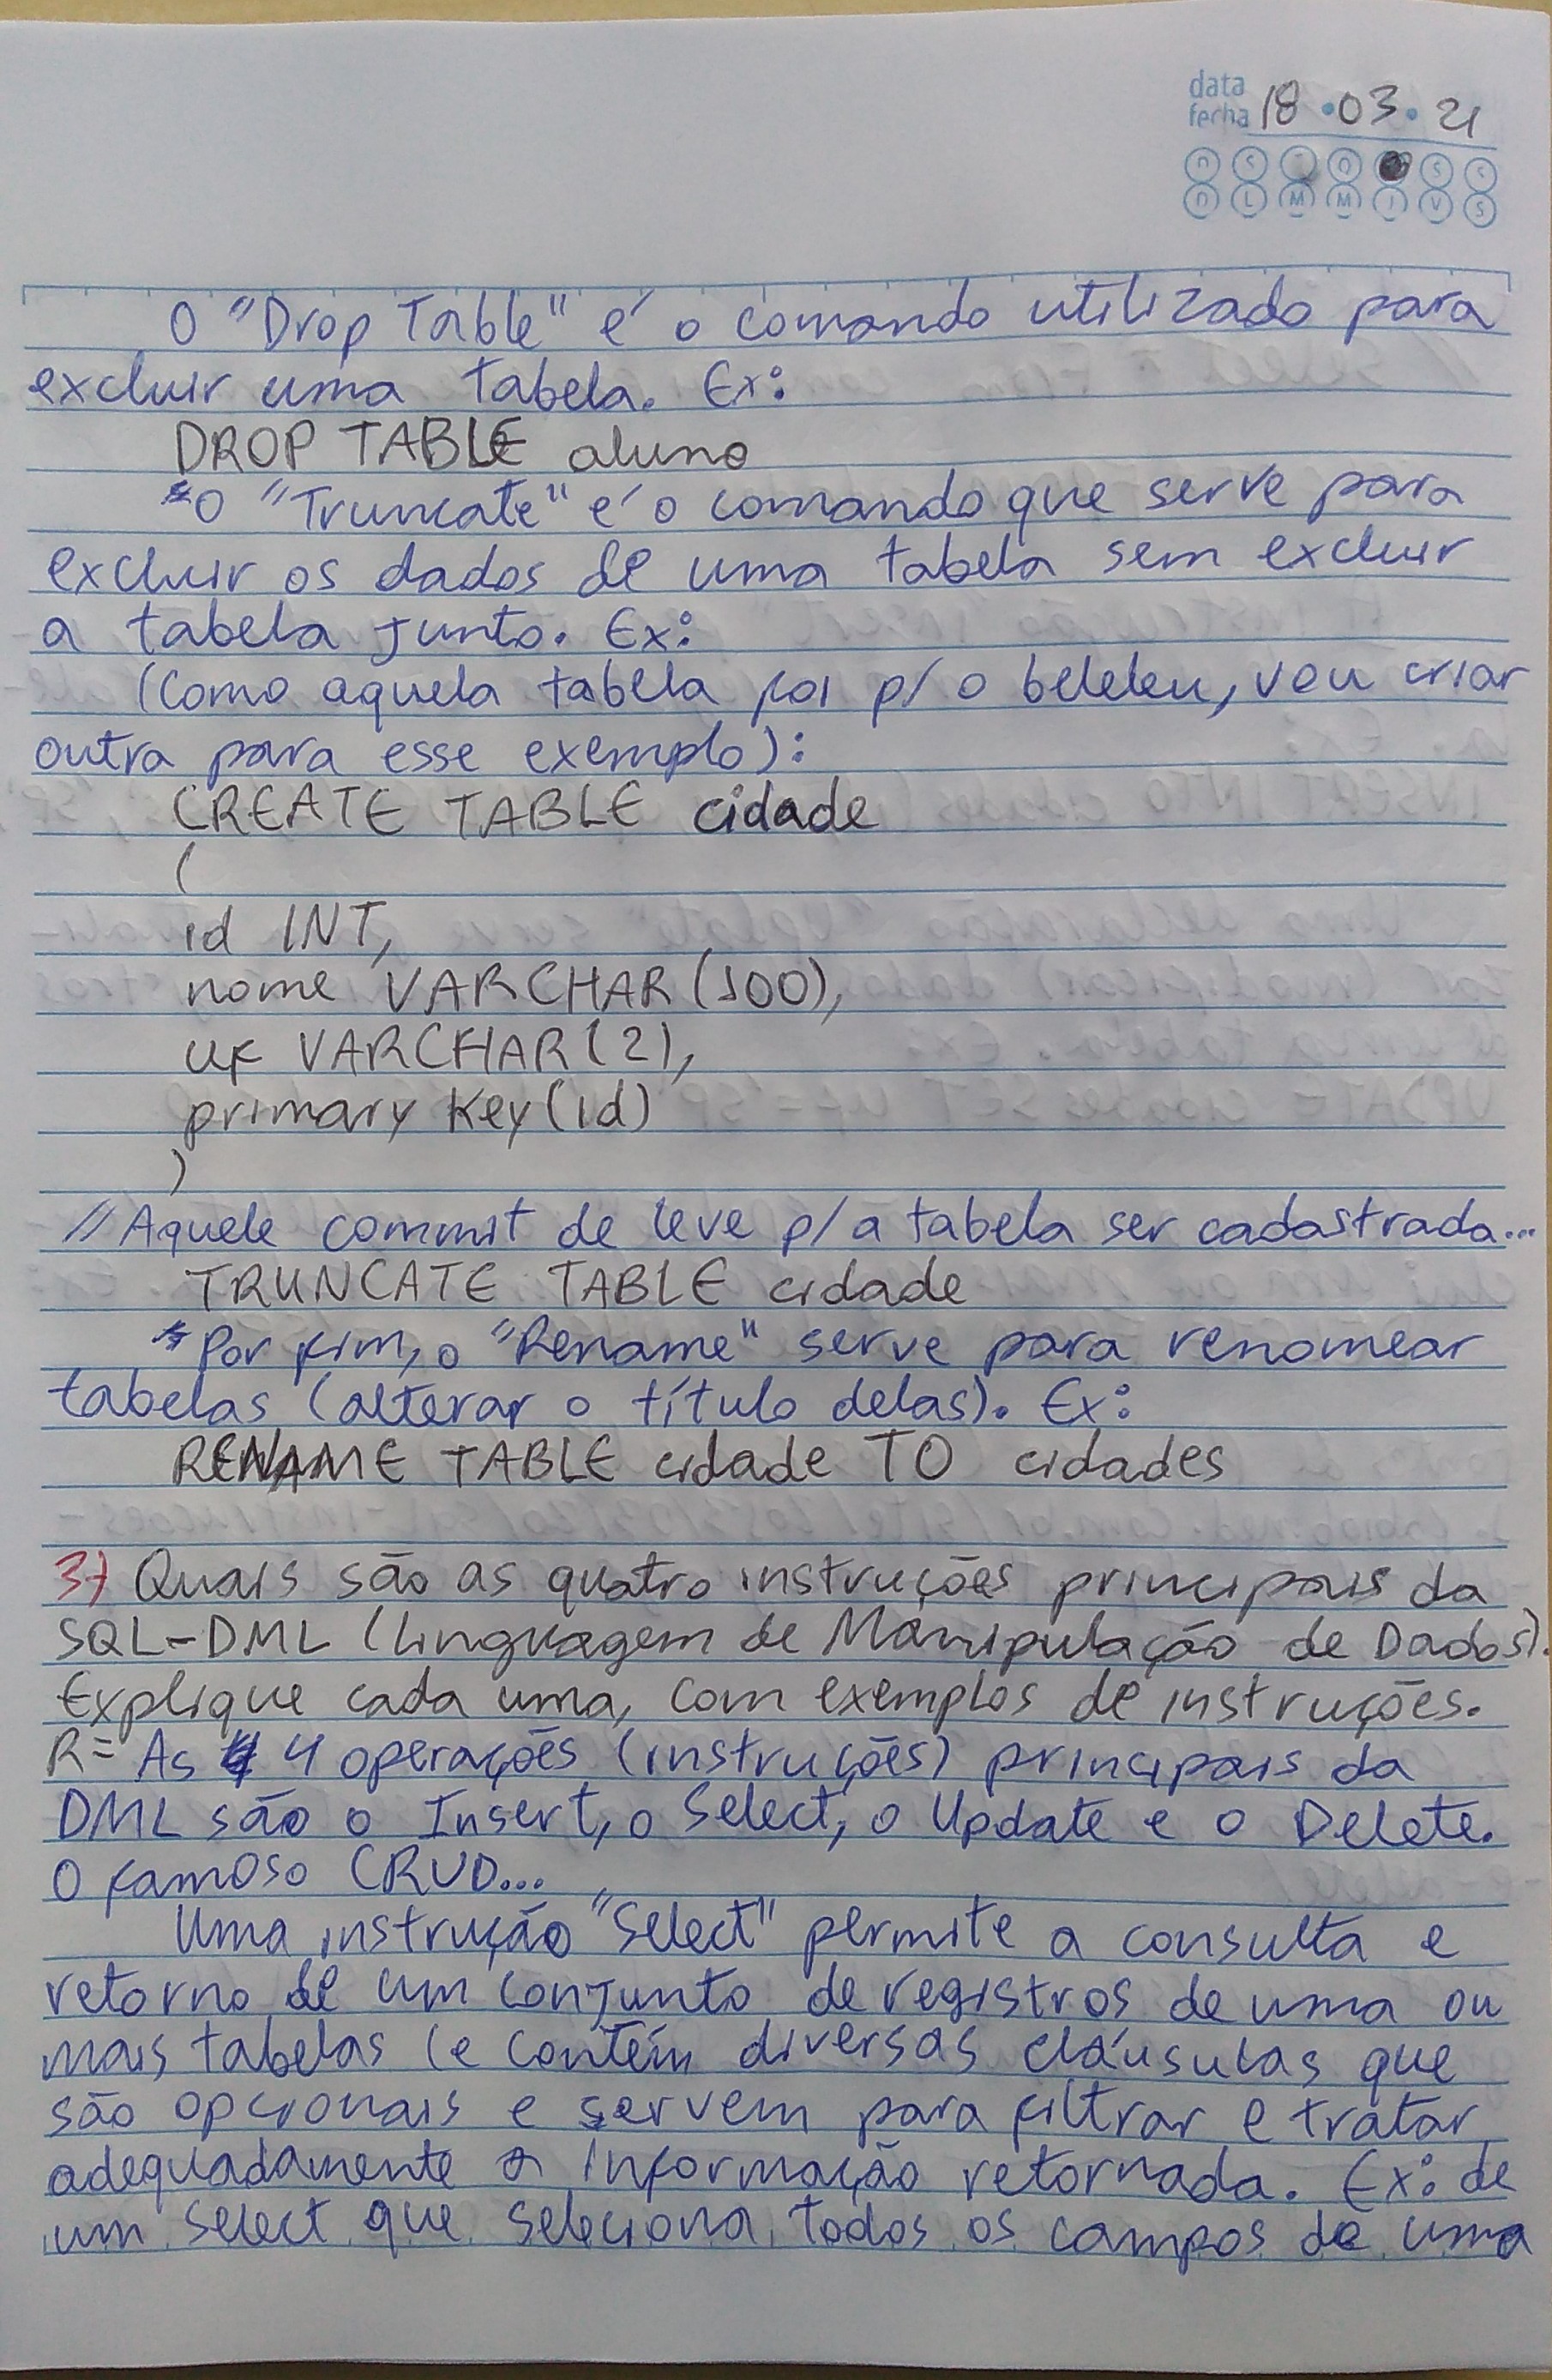 data
fecha 18 . 03 . 21
D S T Q S S
D L M M J V S
O "Drop Table" é o comando utilizado para
excluir uma tabela. Ex:
DROP TABLE aluno
*O "Truncate" é o comando que serve para
excluir os dados de uma tabela sem excluir
a tabela junto. Ex:
(Como aquela tabela foi p/ o beleleu, vou criar
outra para esse exemplo):
CREATE TABLE cidade
(
id INT,
nome VARCHAR(100),
uf VARCHAR(2),
primary key(id)
)
//Aquele commit de leve p/ a tabela ser cadastrada...
TRUNCATE TABLE cidade
*Por fim, o "Rename" serve para renomear
tabelas (alterar o título delas). Ex:
RENAME TABLE cidade TO cidades
3) Quais são as quatro instruções principais da
SQL-DML (Linguagem de Manipulação de Dados).
Explique cada uma, com exemplos de instruções.
R= As 4 operações (instruções) principais da
DML são o Insert, o Select, o Update e o Delete.
O famoso CRUD...
Uma instrução "Select" permite a consulta e
retorno de um conjunto de registros de uma ou
mais tabelas (e contém diversas cláusulas que
são opcionais e servem para filtrar e tratar
adequadamente a informação retornada. Ex: de
um select que seleciona todos os campos de uma